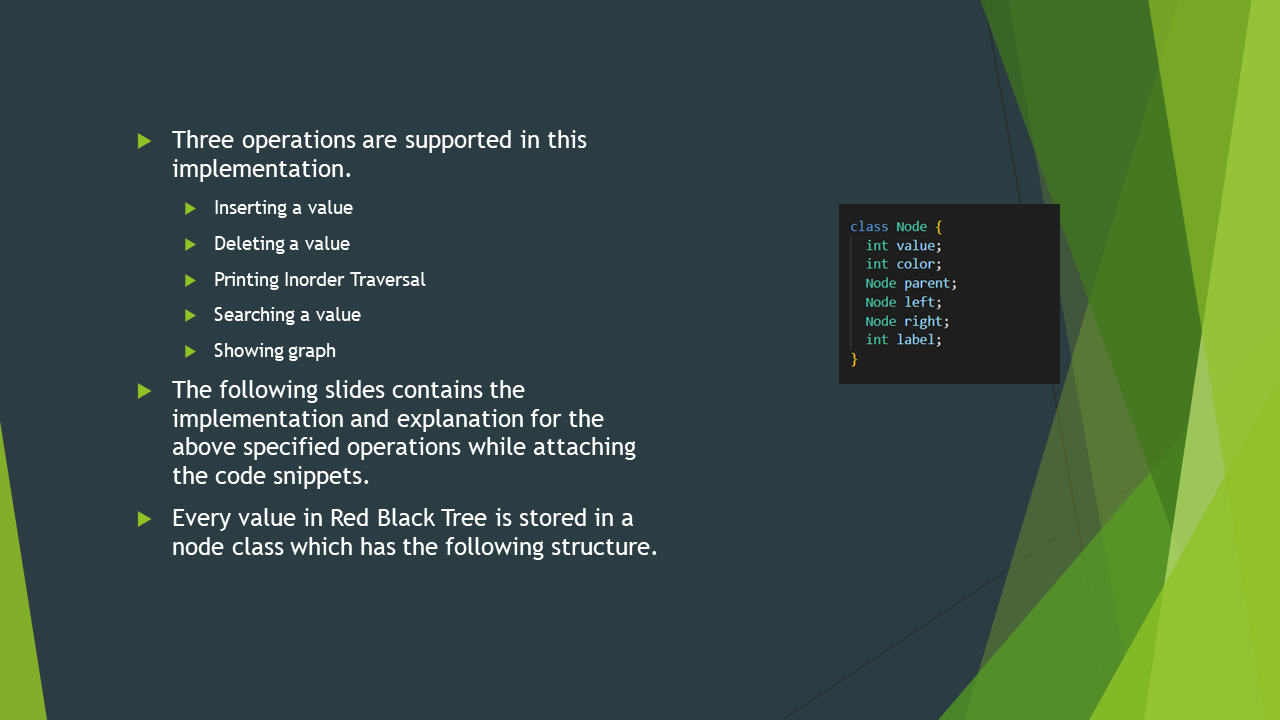 Three operations are supported in this
implementation.
Inserting a value
Deleting a value
Printing Inorder Traversal
Searching a value
Showing graph
The following slides contains the
implementation and explanation for the
above specified operations while attaching
the code snippets.
Every value in Red Black Tree is stored in a
node class which has the following structure.
class Node {
int value;
int color;
Node parent;
Node left;
Node right;
int label;
}